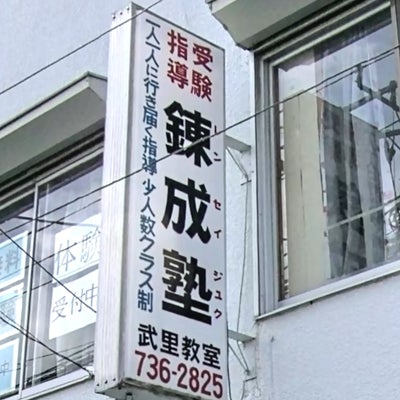 受験
指導
錬成塾
レンセイジュク
一人一人に行き届く指導 少人数クラス制
武里教室
736-2825
体験
受付中